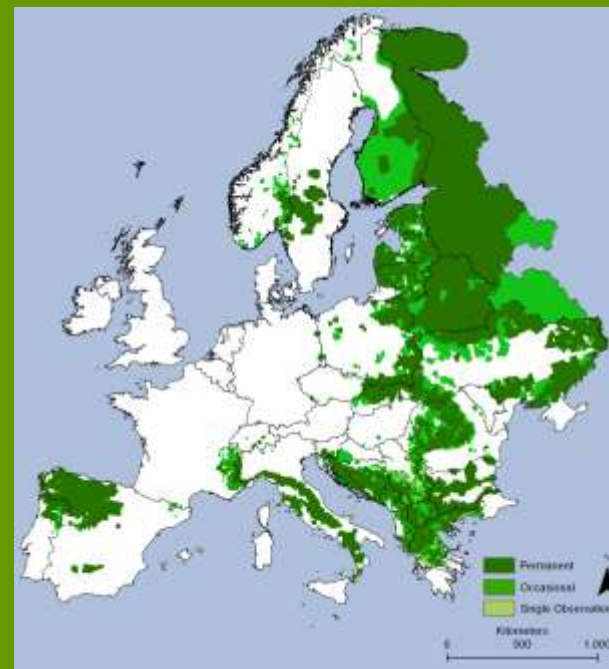 Permanent
Occasional
Single Observation
Kilometers
0 500 1.000